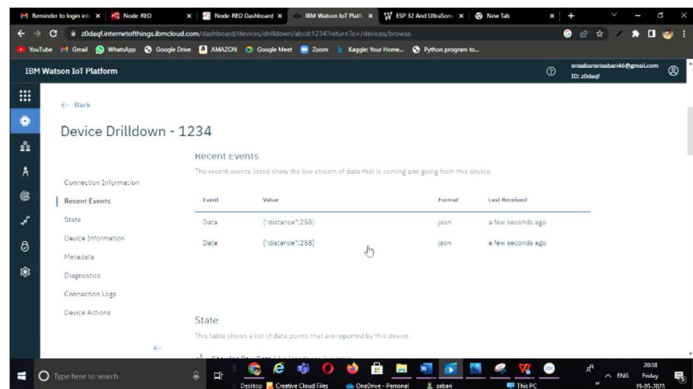 Reminder to login int
Node-RED
Node-RED Dashboard
IBM Watson IoT Platfo
ESP 32 And UltraSoni
New Tab
z0daqf.internetofthings.ibmcloud.com/dashboard/devices/drilldown/abcd:1234?returnTo=/devices/browse
YouTube Gmail WhatsApp Google Drive AMAZON Google Meet Zoom Kaggle: Your Home... Python program to...
IBM Watson IoT Platform
srisabarisrisabari46@gmail.com
ID: z0daqf
← Back
Device Drilldown - 1234
Recent Events
The recent events listed show the live stream of data that is coming and going from this device.
Connection Information
Recent Events
State
Device Information
Metadata
Diagnostics
Connection Logs
Device Actions
Event Value Format Last Received
Data {"distance":258} json a few seconds ago
Data {"distance":258} json a few seconds ago
State
This table shows a list of data points that are reported by this device.
Type here to search
Desktop Creative Cloud Files OneDrive - Personal saban This PC
ENG
20:58
Friday
19-05-2023